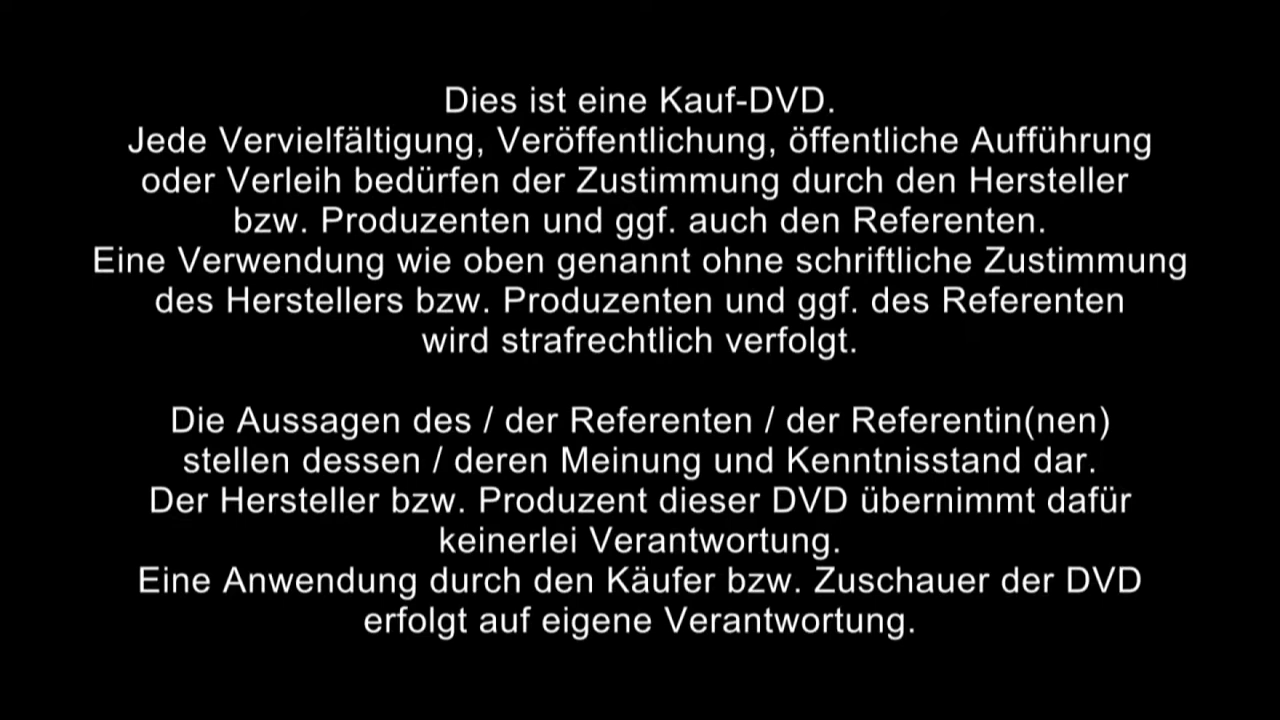 Dies ist eine Kauf-DVD.
Jede Vervielfältigung, Veröffentlichung, öffentliche Aufführung
oder Verleih bedürfen der Zustimmung durch den Hersteller
bzw. Produzenten und ggf. auch den Referenten.
Eine Verwendung wie oben genannt ohne schriftliche Zustimmung
des Herstellers bzw. Produzenten und ggf. des Referenten
wird strafrechtlich verfolgt.
Die Aussagen des / der Referenten / der Referentin(nen)
stellen dessen / deren Meinung und Kenntnisstand dar.
Der Hersteller bzw. Produzent dieser DVD übernimmt dafür
keinerlei Verantwortung.
Eine Anwendung durch den Käufer bzw. Zuschauer der DVD
erfolgt auf eigene Verantwortung.